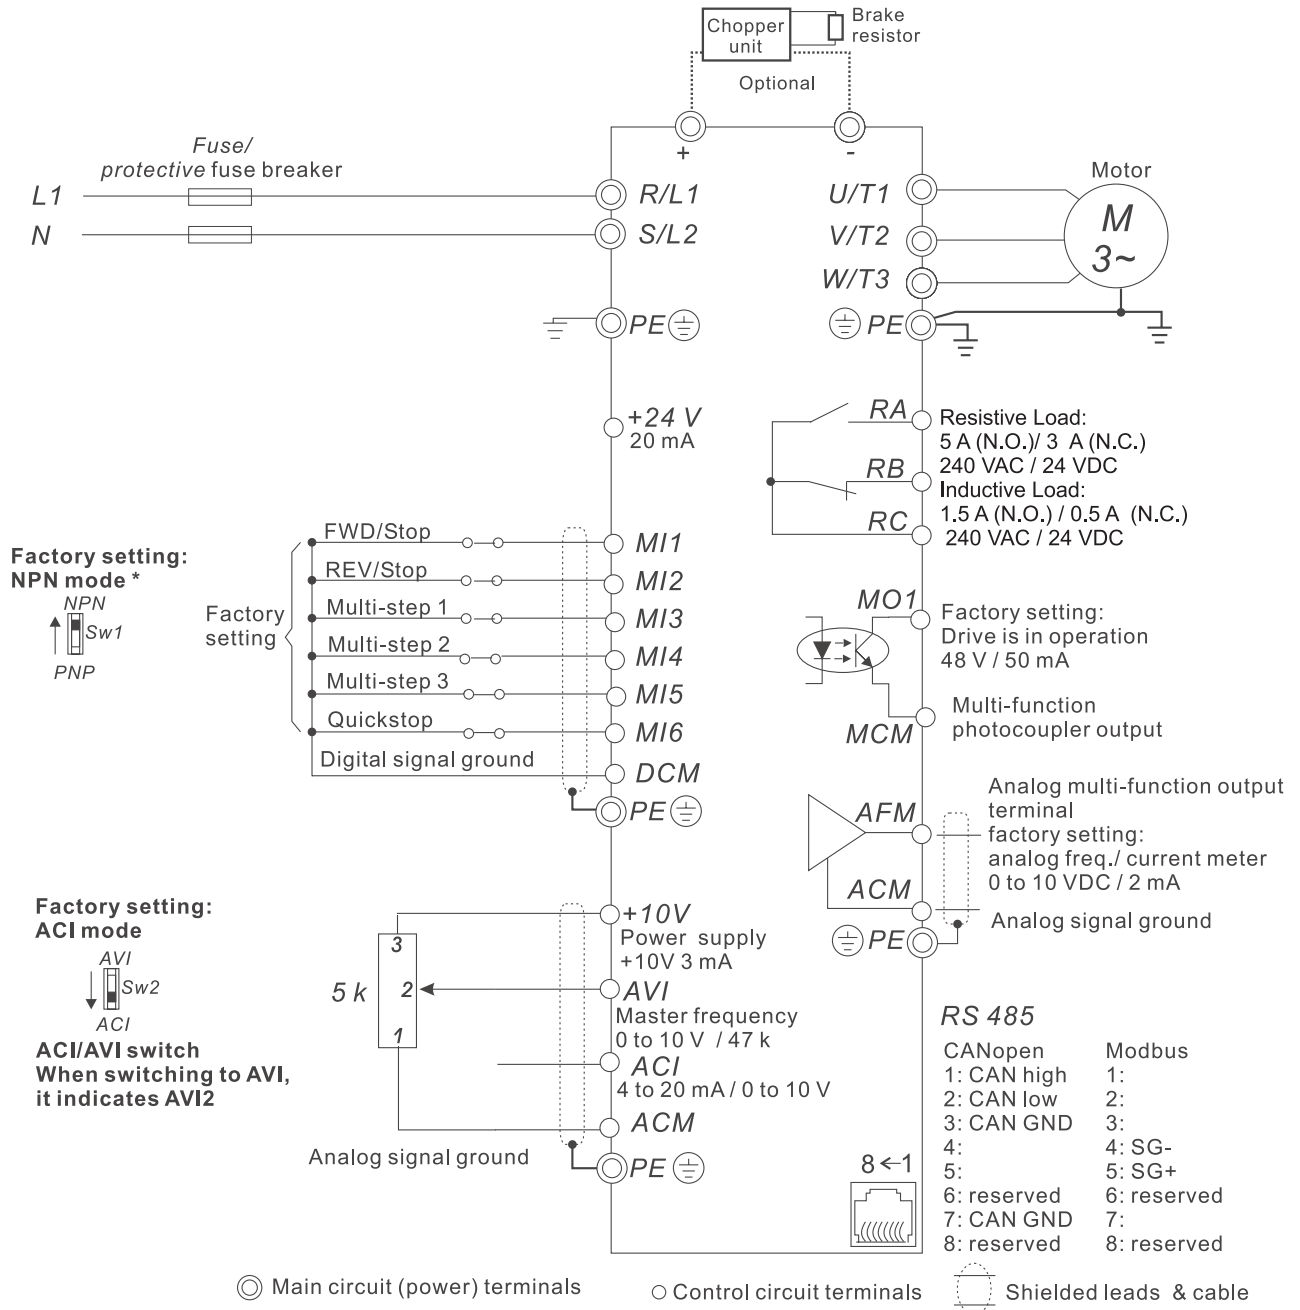 Chopper
unit
Brake
resistor
Optional
+
-
Fuse/
protective fuse breaker
L1
N
R/L1
S/L2
PE
U/T1
V/T2
W/T3
PE
Motor
M
3~
+24 V
20 mA
RA
RB
RC
Resistive Load:
5 A (N.O.)/ 3 A (N.C.)
240 VAC / 24 VDC
Inductive Load:
1.5 A (N.O.) / 0.5 A (N.C.)
240 VAC / 24 VDC
Factory setting:
NPN mode *
NPN
Sw1
PNP
Factory
setting
FWD/Stop
REV/Stop
Multi-step 1
Multi-step 2
Multi-step 3
Quickstop
Digital signal ground
MI1
MI2
MI3
MI4
MI5
MI6
DCM
PE
MO1
MCM
Factory setting:
Drive is in operation
48 V / 50 mA
Multi-function
photocoupler output
AFM
ACM
PE
Analog multi-function output
terminal
factory setting:
analog freq./ current meter
0 to 10 VDC / 2 mA
Analog signal ground
Factory setting:
ACI mode
AVI
Sw2
ACI
ACI/AVI switch
When switching to AVI,
it indicates AVI2
5 k
3
2
1
+10V
Power supply
+10V 3 mA
AVI
Master frequency
0 to 10 V / 47 k
ACI
4 to 20 mA / 0 to 10 V
ACM
Analog signal ground
PE
8←1
RS 485
CANopen
1: CAN high
2: CAN low
3: CAN GND
4:
5:
6: reserved
7: CAN GND
8: reserved
Modbus
1:
2:
3:
4: SG-
5: SG+
6: reserved
7:
8: reserved
Main circuit (power) terminals
Control circuit terminals
Shielded leads & cable